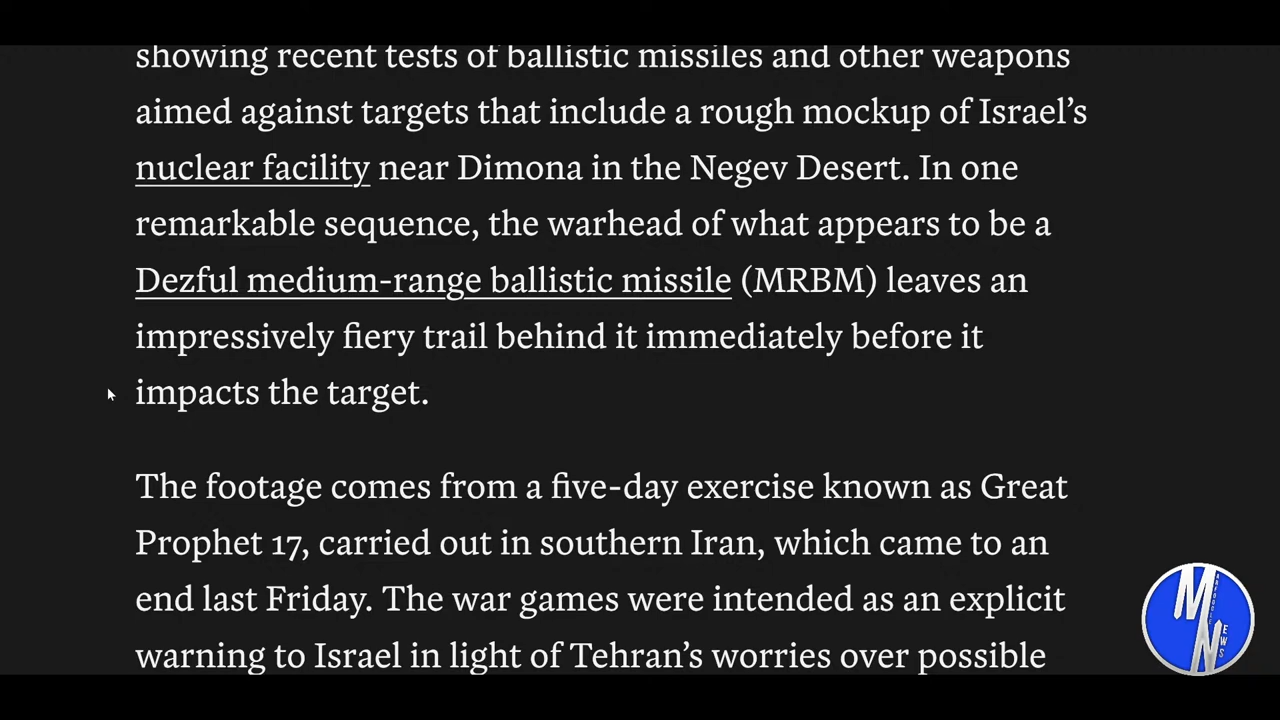 showing recent tests of ballistic missiles and other weapons
aimed against targets that include a rough mockup of Israel’s
nuclear facility near Dimona in the Negev Desert. In one
remarkable sequence, the warhead of what appears to be a
Dezful medium-range ballistic missile (MRBM) leaves an
impressively fiery trail behind it immediately before it
impacts the target.
The footage comes from a five-day exercise known as Great
Prophet 17, carried out in southern Iran, which came to an
end last Friday. The war games were intended as an explicit
warning to Israel in light of Tehran’s worries over possible
M
N
EWS